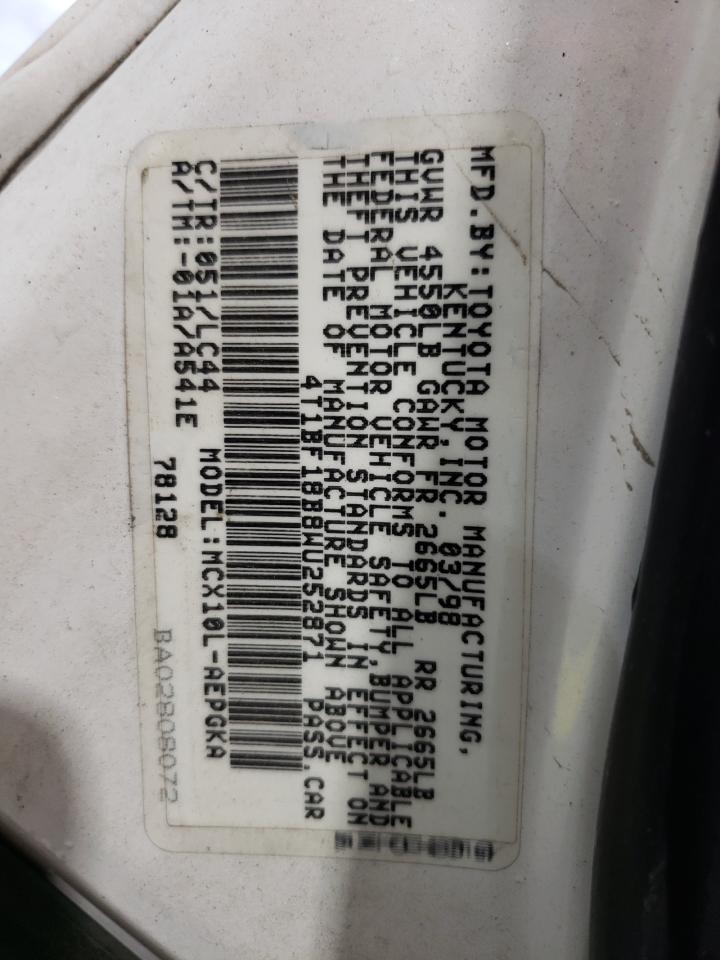 MFD.BY:TOYOTA MOTOR MANUFACTURING,
KENTUCKY,INC. 03/98
GVWR 4550LB GAWR FR 2665LB RR 2665LB
THIS VEHICLE CONFORMS TO ALL APPLICABLE
FEDERAL MOTOR VEHICLE SAFETY,BUMPER AND
THEFT PREVENTION STANDARDS IN EFFECT ON
THE DATE OF MANUFACTURE SHOWN ABOVE
4T1BF18B8WU252871 PASS.CAR
C/TR:051/LC44 MODEL:MCX10L-AEPGKA
A/TM:-01A/A541E
78128
BA02808072